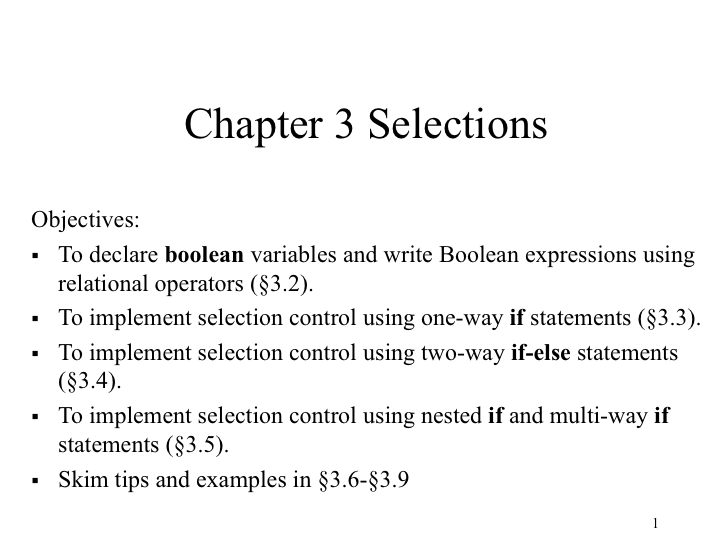 Chapter 3 Selections
Objectives:
▪ To declare boolean variables and write Boolean expressions using
relational operators (§3.2).
▪ To implement selection control using one-way if statements (§3.3).
▪ To implement selection control using two-way if-else statements
(§3.4).
▪ To implement selection control using nested if and multi-way if
statements (§3.5).
▪ Skim tips and examples in §3.6-§3.9
1